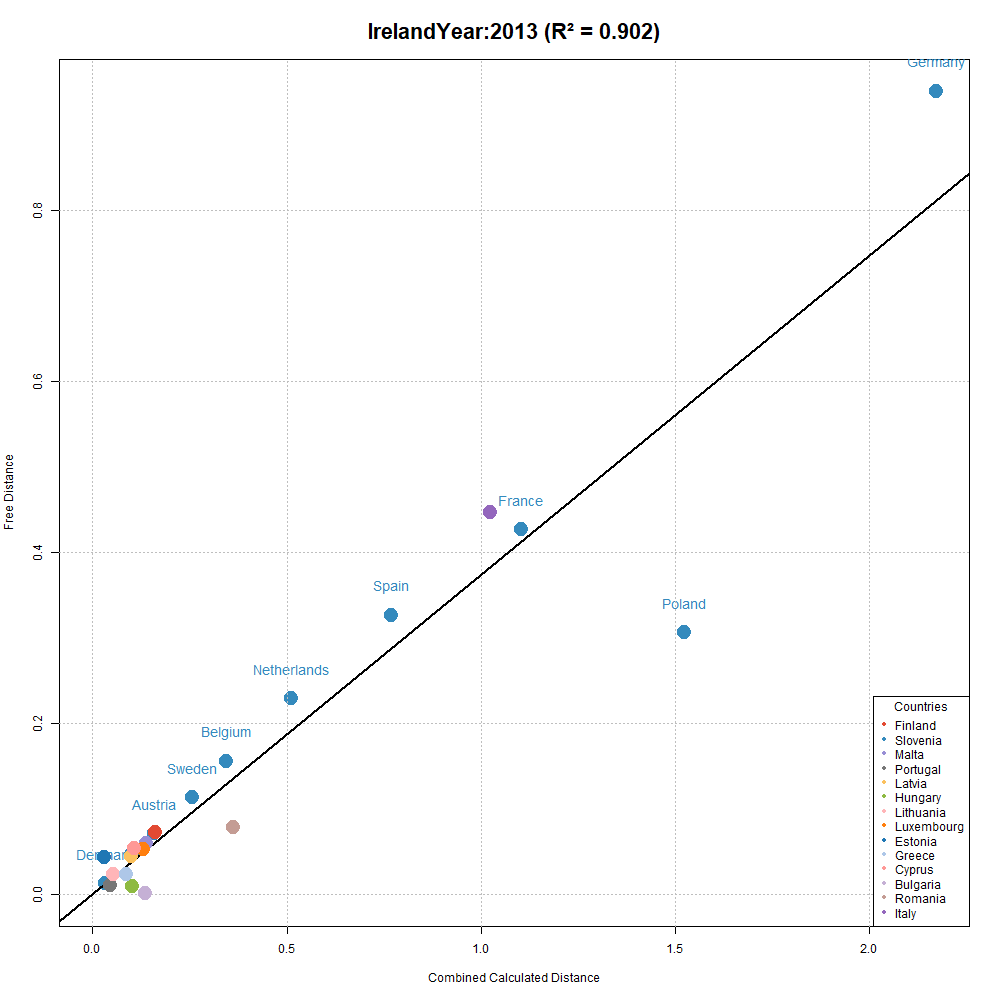 IrelandYear:2013 (R² = 0.902)
Germany
0.8
0.6
Free Distance
France
0.4
Spain
Poland
Netherlands
0.2
Belgium
Sweden
Austria
0.0
Countries
Finland
Slovenia
Malta
Portugal
Latvia
Hungary
Lithuania
Luxembourg
Estonia
Greece
Cyprus
Bulgaria
Romania
Italy
0.0 0.5 1.0 1.5 2.0
Combined Calculated Distance